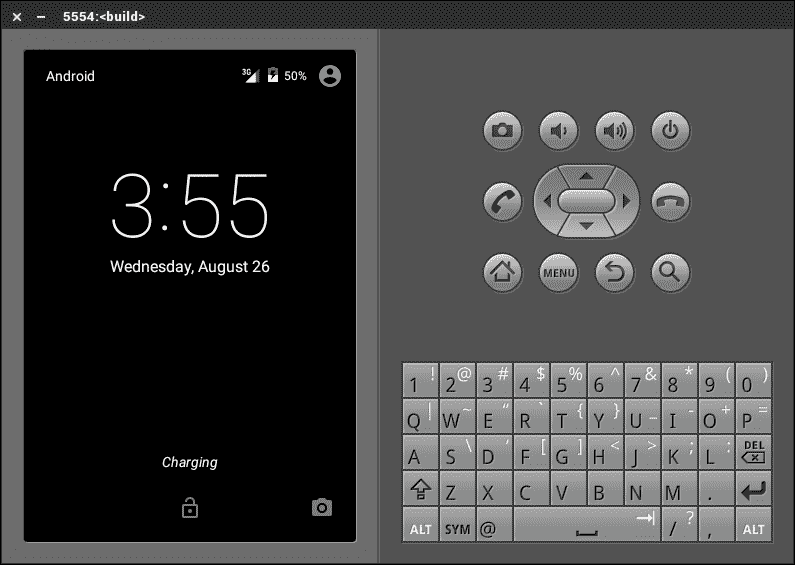 5554:<build>
Android 3G 50%
3:55
Wednesday, August 26
Charging
MENU
1 ! 2 @ 3 # 4 $ 5 % 6 ^ 7 & 8 * 9 ( 0 )
Q | W ~ E “ R ` T { Y } U _ I - O + P =
A S \ D ‘ F [ G ] H < J > K ; L : DEL
Z X C V B N M .
ALT SYM @ / ? , ALT